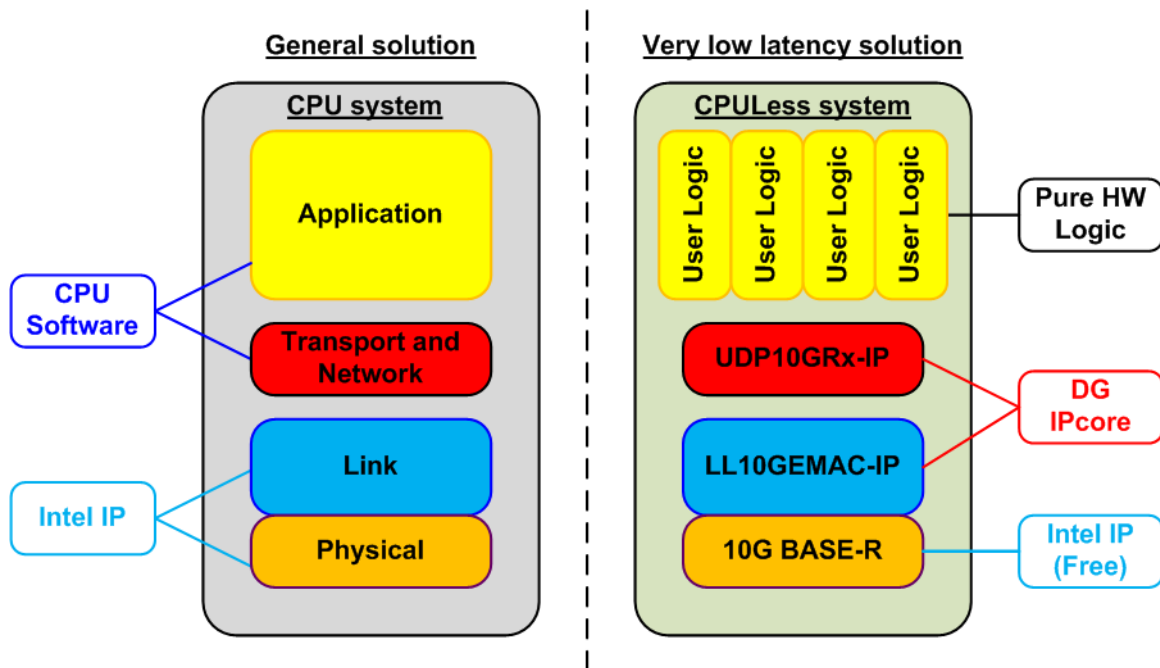 General solution
CPU system
Application
CPU
Software
Transport and
Network
Link
Intel IP
Physical
Very low latency solution
CPULess system
User Logic
User Logic
User Logic
User Logic
Pure HW
Logic
UDP10GRx-IP
DG
IPcore
LL10GEMAC-IP
10G BASE-R
Intel IP
(Free)